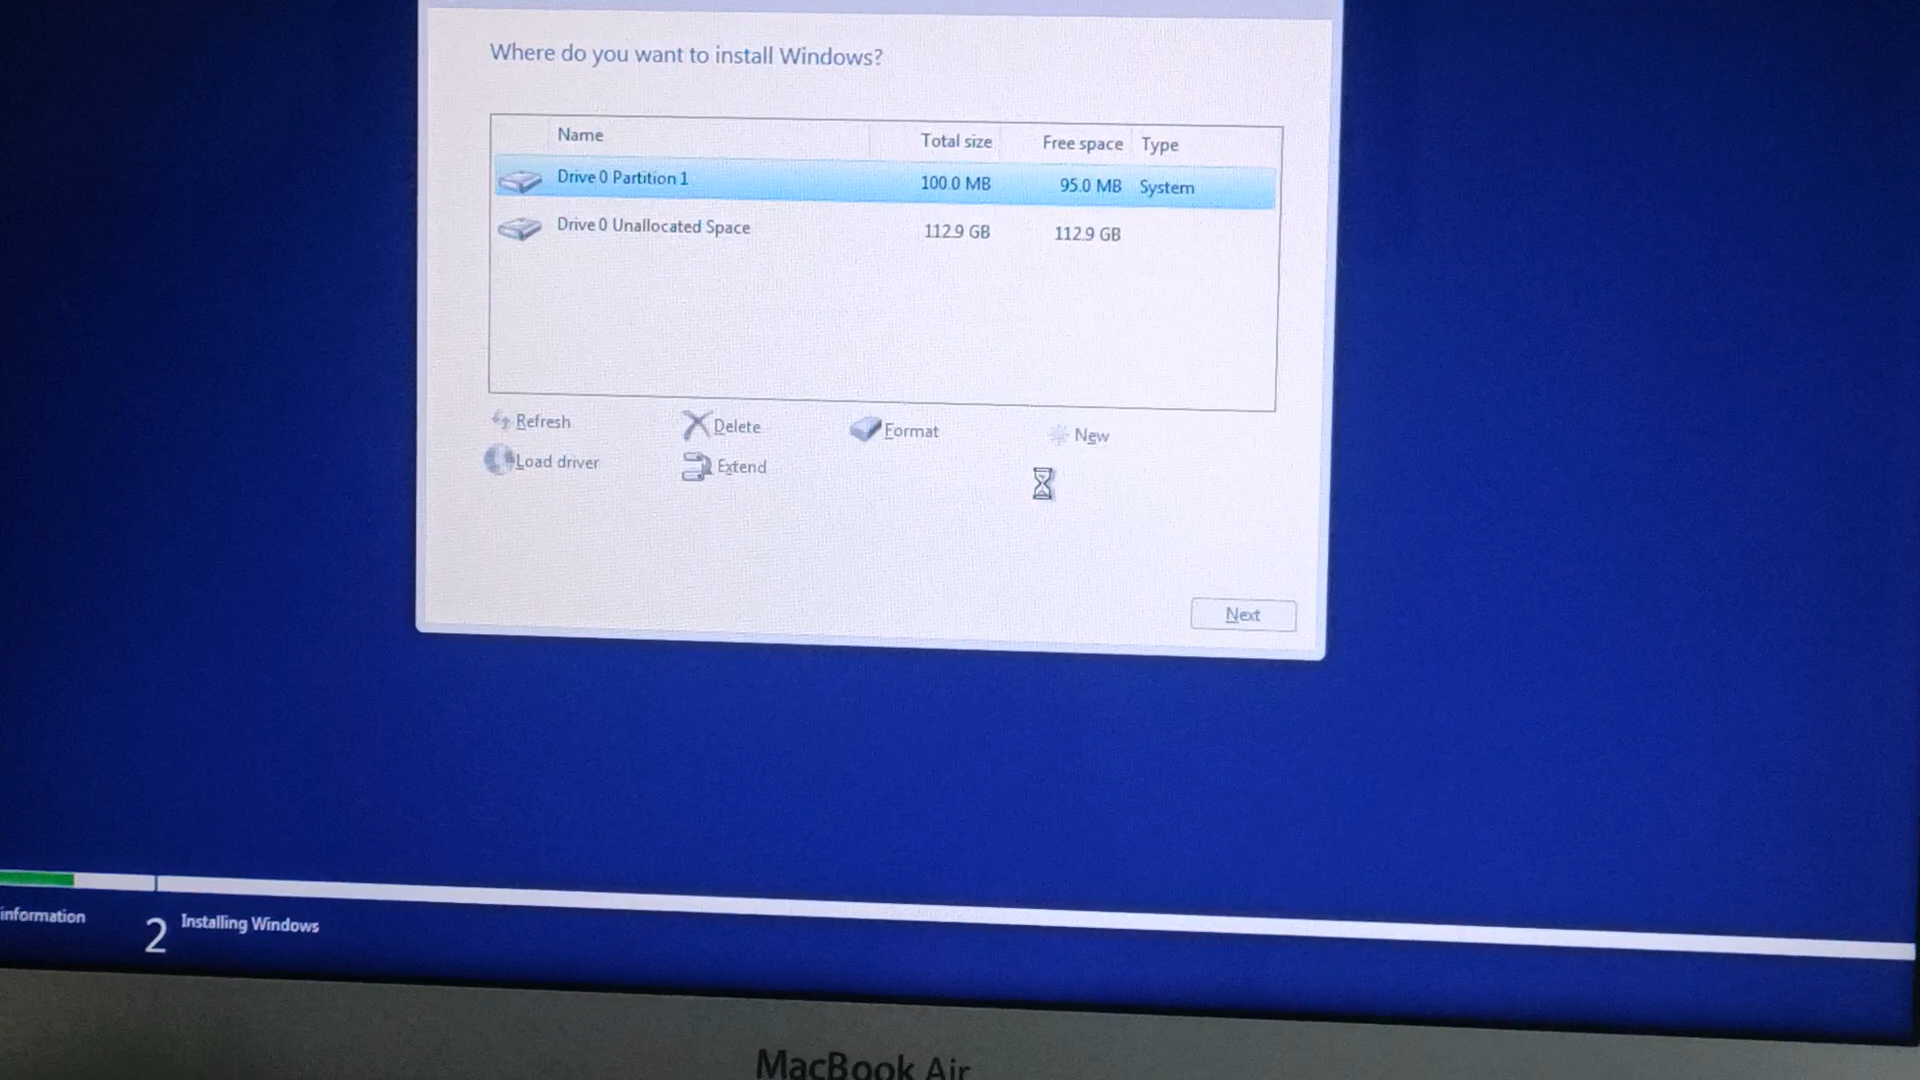 Where do you want to install Windows?
Name Total size Free space Type
Drive 0 Partition 1 100.0 MB 95.0 MB System
Drive 0 Unallocated Space 112.9 GB 112.9 GB
Refresh Delete Format New
Load driver Extend
Next
information 2 Installing Windows
MacBook Air